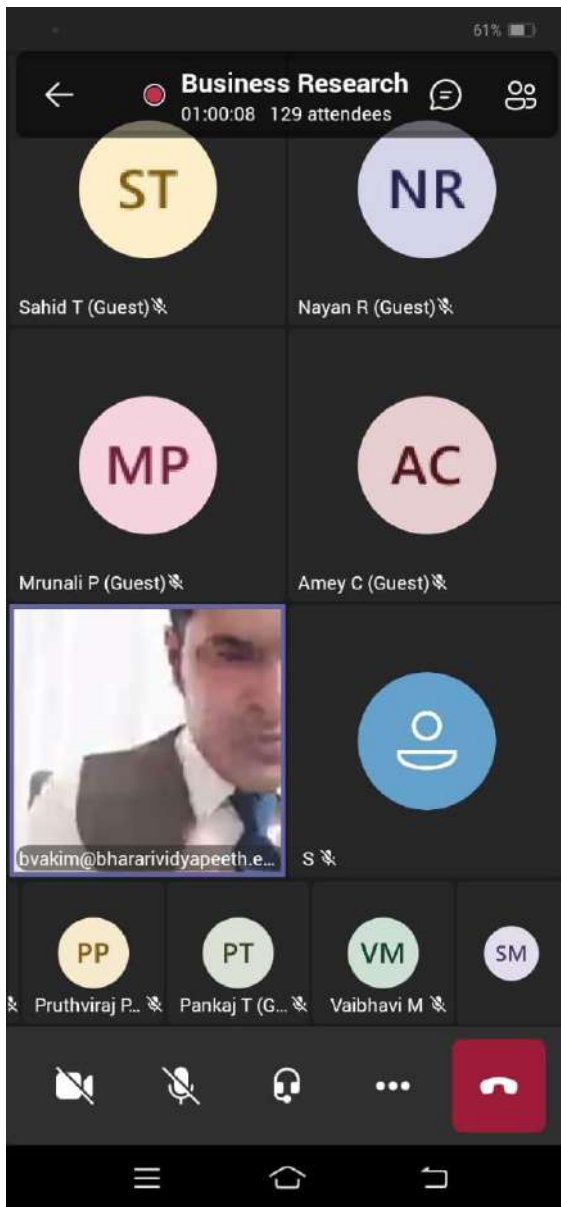 61%
Business Research
01:00:08 129 attendees
ST
NR
Sahid T (Guest)
Nayan R (Guest)
MP
AC
Mrunali P (Guest)
Amey C (Guest)
bvakim@bhararividyapeeth.e...
S
PP
PT
VM
SM
Pruthviraj P...
Pankaj T (G...
Vaibhavi M